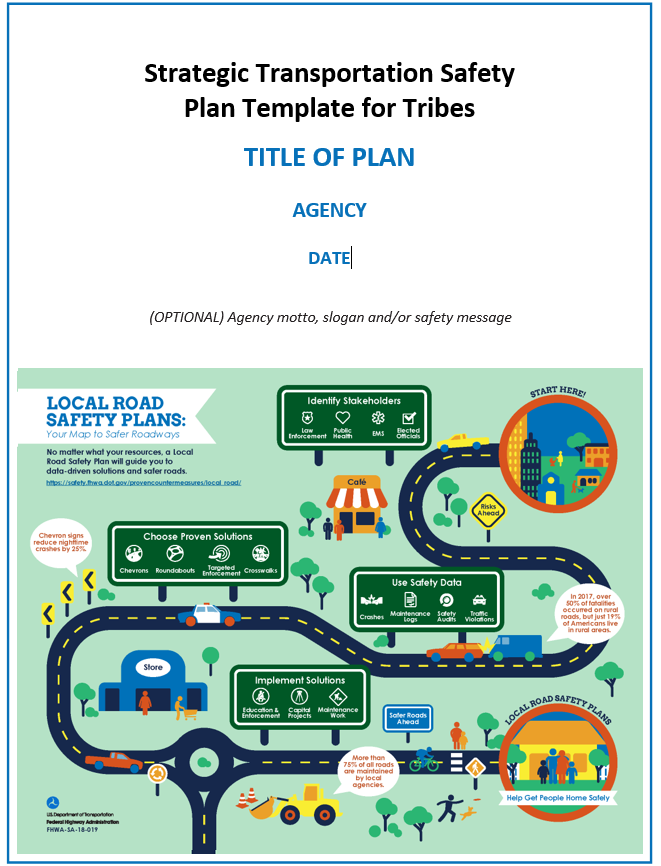 Strategic Transportation Safety
Plan Template for Tribes
TITLE OF PLAN
AGENCY
DATE
(OPTIONAL) Agency motto, slogan and/or safety message
LOCAL ROAD
SAFETY PLANS:
Your Map to Safer Roadways
No matter what your resources, a Local
Road Safety Plan will guide you to
data-driven solutions and safer roads.
https://safety.fhwa.dot.gov/provencountermeasures/local_road/
Identify Stakeholders
Law
Enforcement
Public
Health
EMS
Elected
Officials
START HERE!
Café
Risks
Ahead
Chevron signs
reduce nighttime
crashes by 25%.
Choose Proven Solutions
Chevrons
Roundabouts
Targeted
Enforcement
Crosswalks
Use Safety Data
Crashes
Maintenance
Logs
Safety
Audits
Traffic
Violations
In 2017, over
50% of fatalities
occurred on rural
roads, but just 19%
of Americans live
in rural areas.
Store
Implement Solutions
Education &
Enforcement
Capital
Projects
Maintenance
Work
Safer Roads
Ahead
LOCAL ROAD SAFETY PLANS
Help Get People Home Safely
More than
75% of all roads
are maintained
by local
agencies.
U.S. Department of Transportation
Federal Highway Administration
FHWA-SA-18-019